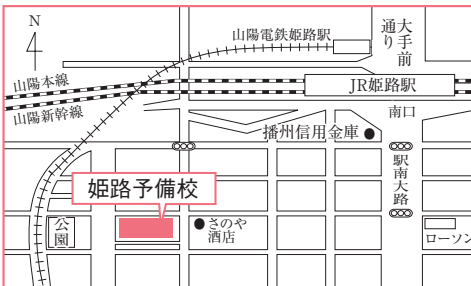 N
山陽電鉄姫路駅
大手前
通り
山陽本線
山陽新幹線
JR姫路駅
南口
播州信用金庫
駅南大路
姫路予備校
公園
さのや
酒店
ローソン